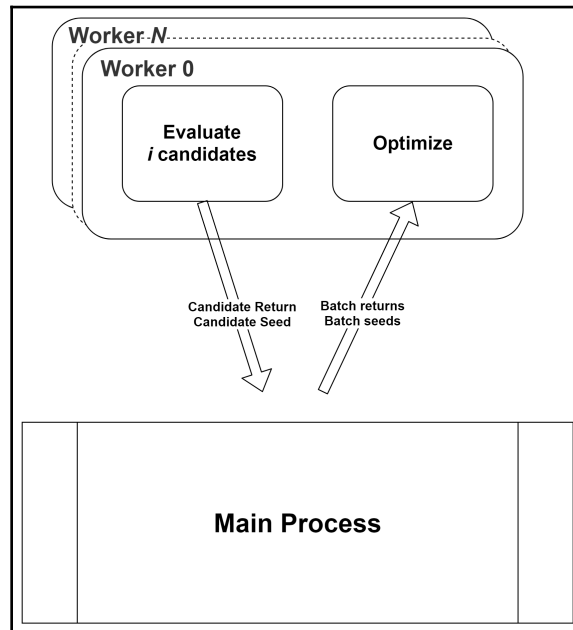 Worker N
Worker 0
Evaluate
i candidates
Optimize
Candidate Return
Candidate Seed
Batch returns
Batch seeds
Main Process